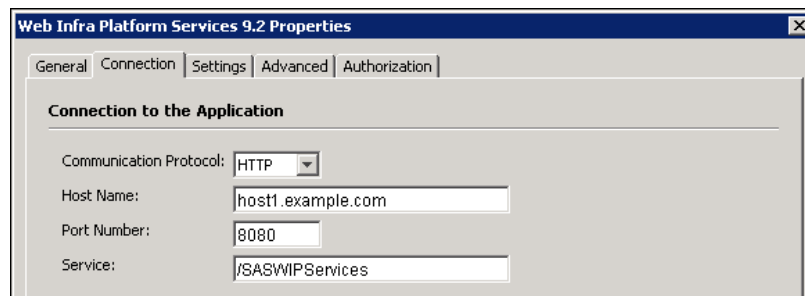 Web Infra Platform Services 9.2 Properties
General Connection Settings Advanced Authorization
Connection to the Application
Communication Protocol: HTTP
Host Name: host1.example.com
Port Number: 8080
Service: /SASWIPServices